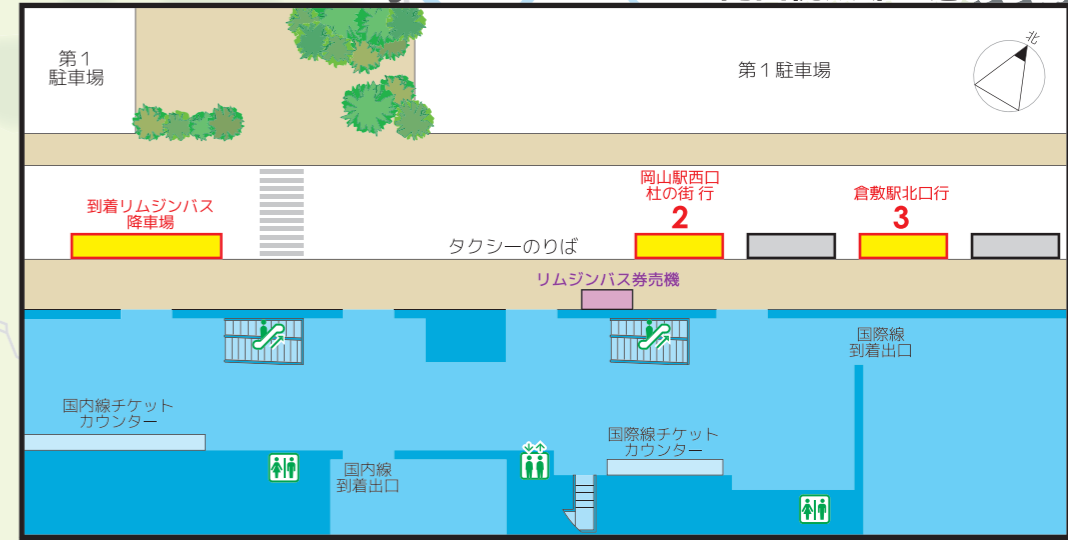 第1
駐車場
第1駐車場
北
到着リムジンバス
降車場
岡山駅西口
杜の街 行
2
倉敷駅北口行
3
タクシーのりば
リムジンバス券売機
国際線
到着出口
国内線チケット
カウンター
国際線チケット
カウンター
国内線
到着出口